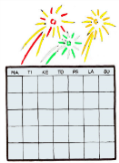 MA TI KE TO PE LA SU